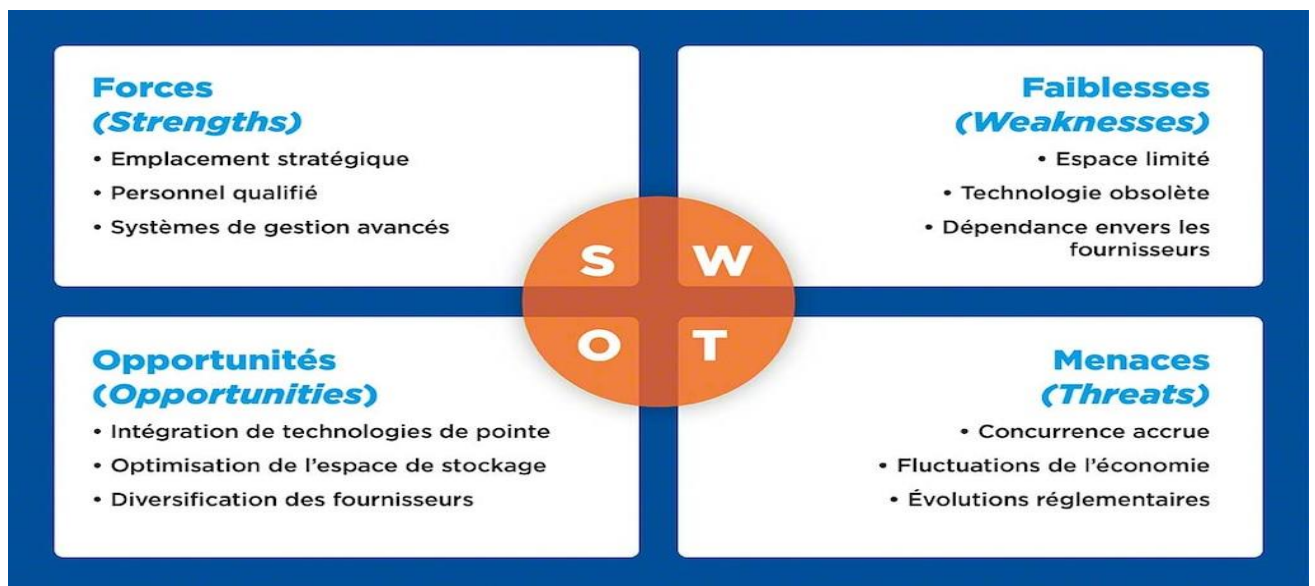 Forces
(Strengths)
• Emplacement stratégique
• Personnel qualifié
• Systèmes de gestion avancés
Faiblesses
(Weaknesses)
• Espace limité
• Technologie obsolète
• Dépendance envers les
fournisseurs
S W
O T
Opportunités
(Opportunities)
• Intégration de technologies de pointe
• Optimisation de l’espace de stockage
• Diversification des fournisseurs
Menaces
(Threats)
• Concurrence accrue
• Fluctuations de l’économie
• Évolutions réglementaires